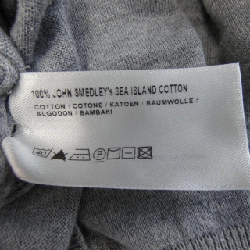 100% JOHN SMEDLEY'S SEA ISLAND COTTON
COTTON / COTONE / KATOEN / BAUMWOLLE /
ALGODON / BAMBAKI